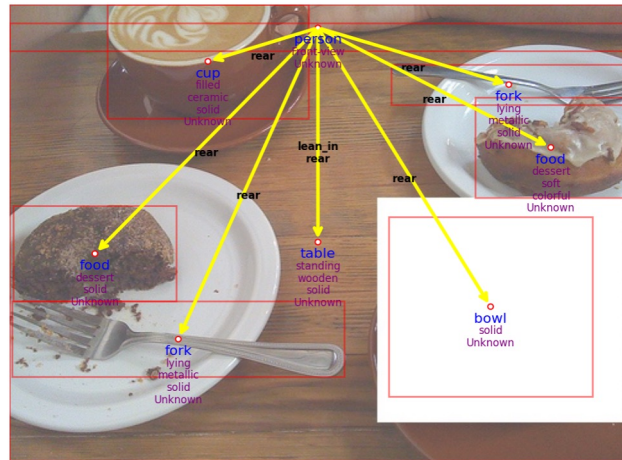 person
front-view
Unknown
rear
cup
filled
ceramic
solid
Unknown
rear
fork
lying
metallic
solid
Unknown
rear
food
dessert
soft
colorful
Unknown
rear
lean_in
rear
rear
rear
table
standing
wooden
solid
Unknown
food
dessert
solid
Unknown
bowl
solid
Unknown
fork
lying
metallic
solid
Unknown